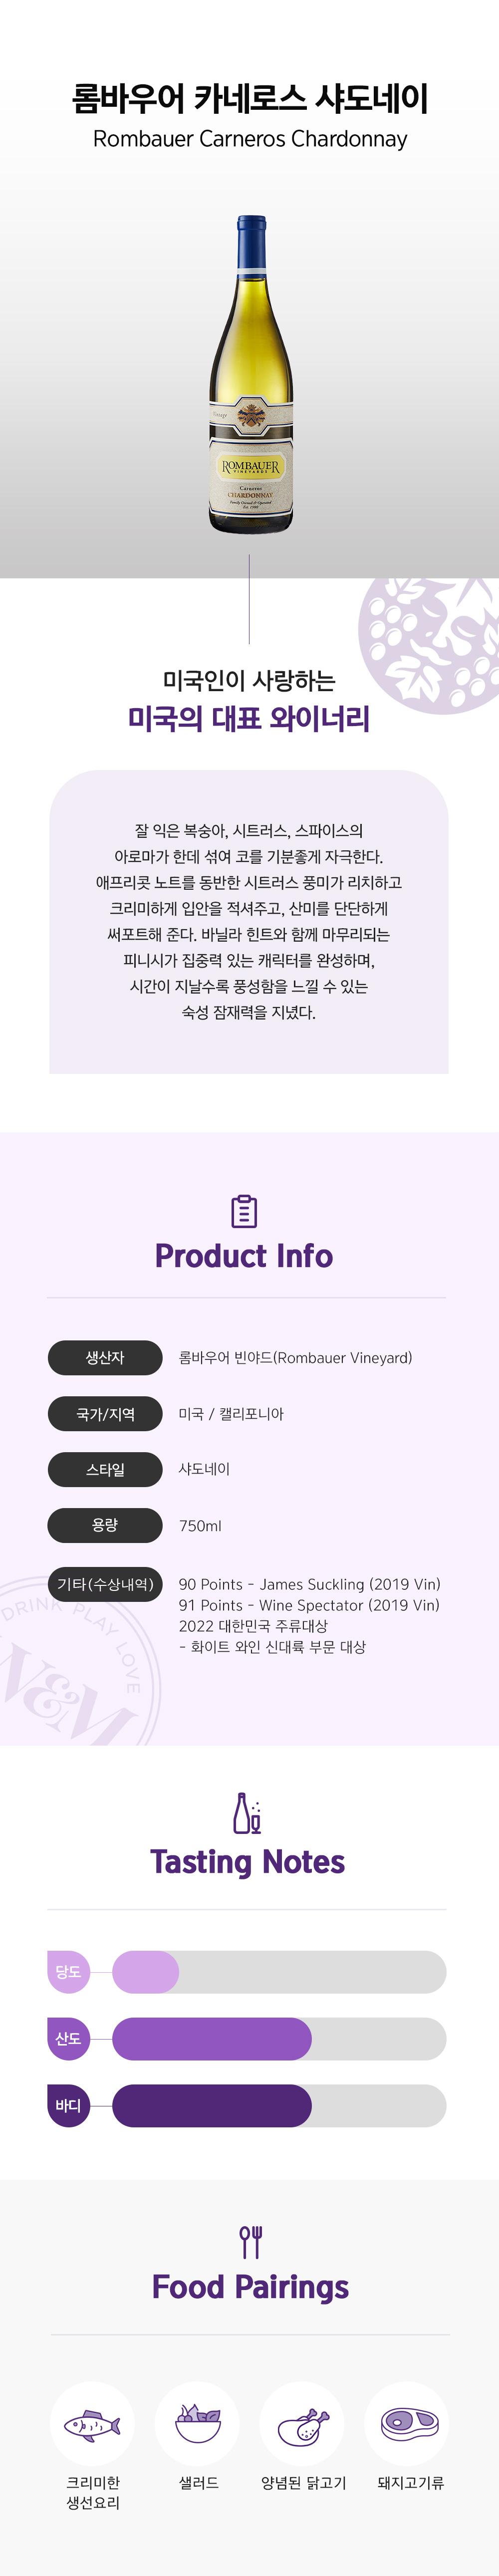 롬바우어 카네로스 샤도네이
Rombauer Carneros Chardonnay
ROMBAUER
VINEYARDS
Carneros
CHARDONNAY
Family Owned & Operated
Est. 1980
미국인이 사랑하는
미국의 대표 와이너리
잘 익은 복숭아, 시트러스, 스파이스의
아로마가 한데 섞여 코를 기분좋게 자극한다.
애프리콧 노트를 동반한 시트러스 풍미가 리치하고
크리미하게 입안을 적셔주고, 산미를 단단하게
써포트해 준다. 바닐라 힌트와 함께 마무리되는
피니시가 집중력 있는 캐릭터를 완성하며,
시간이 지날수록 풍성함을 느낄 수 있는
숙성 잠재력을 지녔다.
Product Info
생산자 롬바우어 빈야드(Rombauer Vineyard)
국가/지역 미국 / 캘리포니아
스타일 샤도네이
용량 750ml
기타(수상내역) 90 Points - James Suckling (2019 Vin)
91 Points - Wine Spectator (2019 Vin)
2022 대한민국 주류대상
- 화이트 와인 신대륙 부문 대상
DRINK PLAY LOVE
W&M
Tasting Notes
당도
산도
바디
Food Pairings
크리미한
생선요리
샐러드
양념된 닭고기
돼지고기류